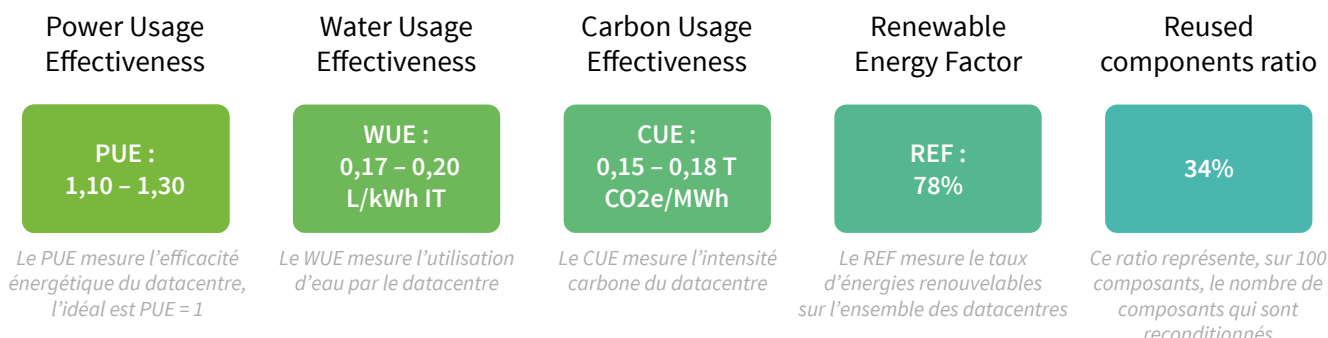 Power Usage
Effectiveness
PUE :
1,10 – 1,30
Le PUE mesure l'efficacité
énergétique du datacentre,
l'idéal est PUE = 1
Water Usage
Effectiveness
WUE :
0,17 – 0,20
L/kWh IT
Le WUE mesure l'utilisation
d'eau par le datacentre
Carbon Usage
Effectiveness
CUE :
0,15 – 0,18 T
CO2e/MWh
Le CUE mesure l'intensité
carbone du datacentre
Renewable
Energy Factor
REF :
78%
Le REF mesure le taux
d'énergies renouvelables
sur l'ensemble des datacentres
Reused
components ratio
34%
Ce ratio représente, sur 100
composants, le nombre de
composants qui sont
reconditionnés